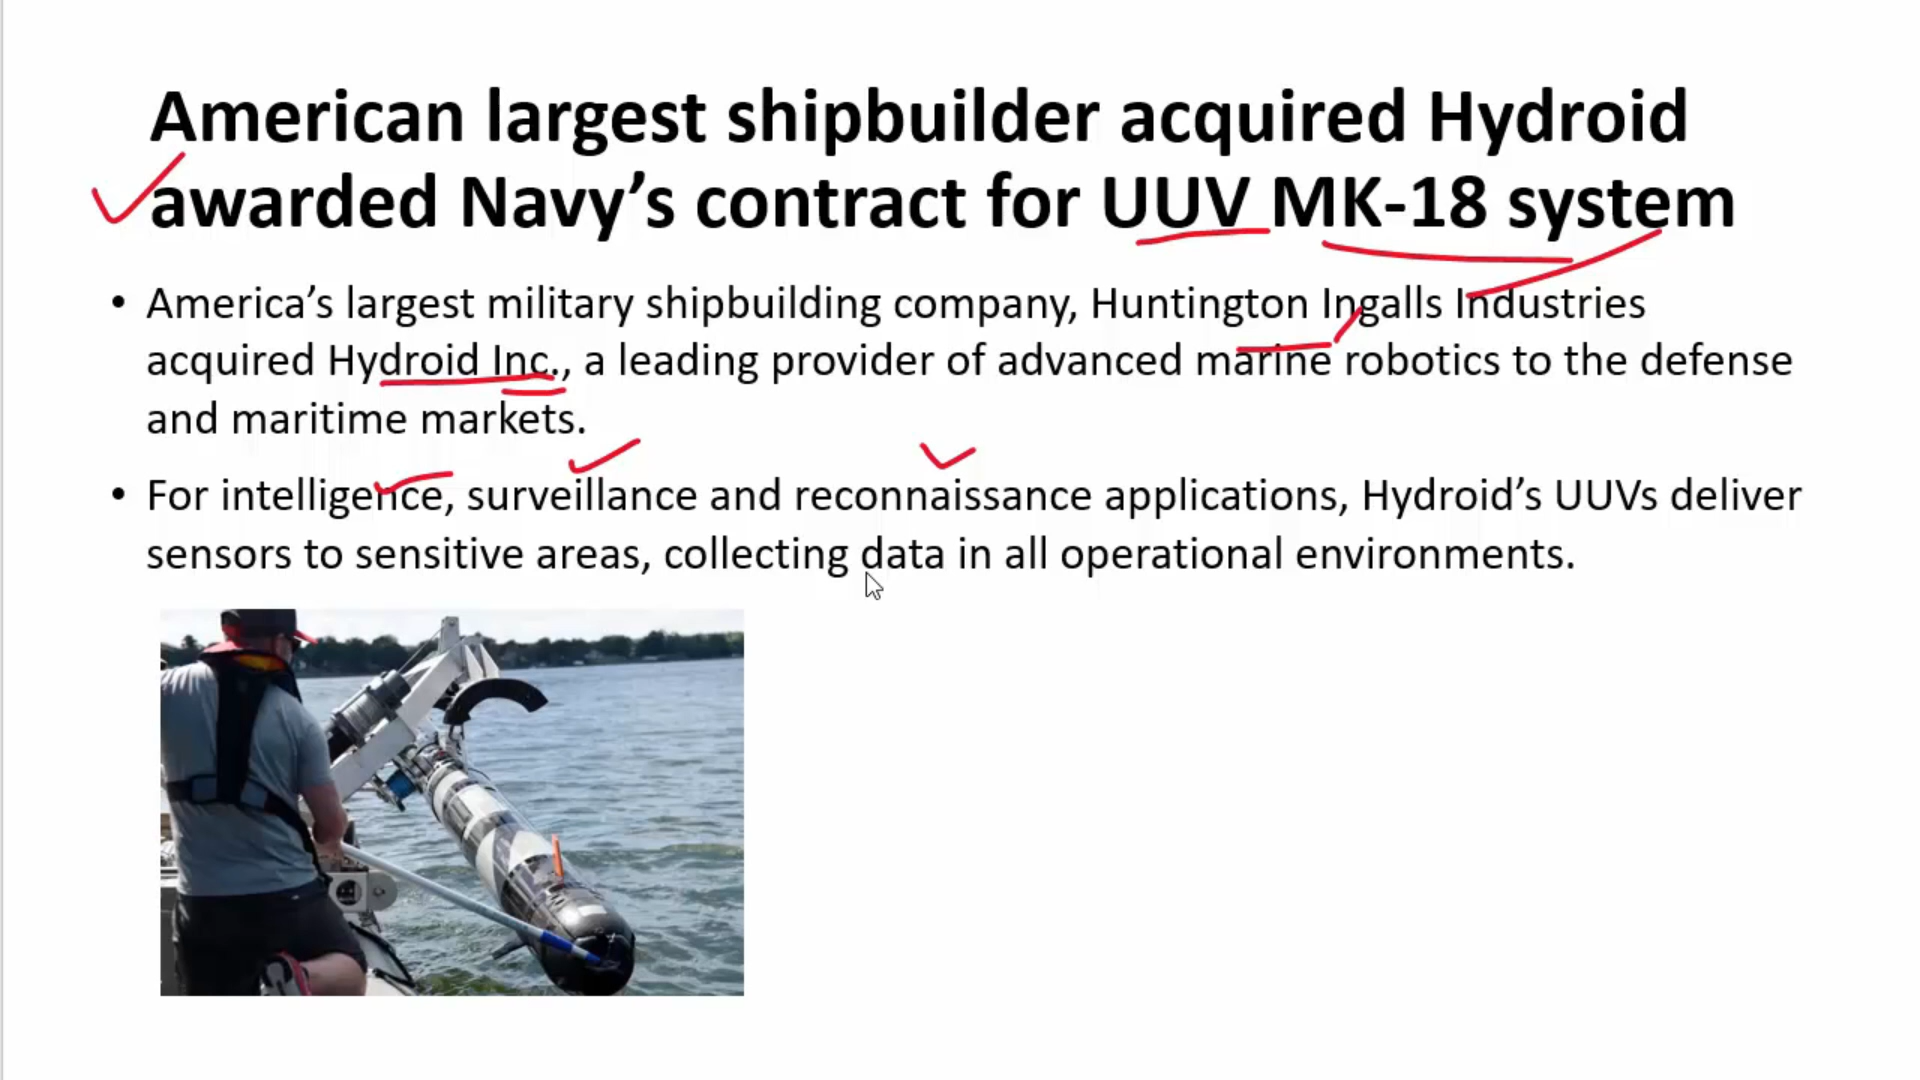 American largest shipbuilder acquired Hydroid
awarded Navy’s contract for UUV MK-18 system
• America’s largest military shipbuilding company, Huntington Ingalls Industries
acquired Hydroid Inc., a leading provider of advanced marine robotics to the defense
and maritime markets.
• For intelligence, surveillance and reconnaissance applications, Hydroid’s UUVs deliver
sensors to sensitive areas, collecting data in all operational environments.